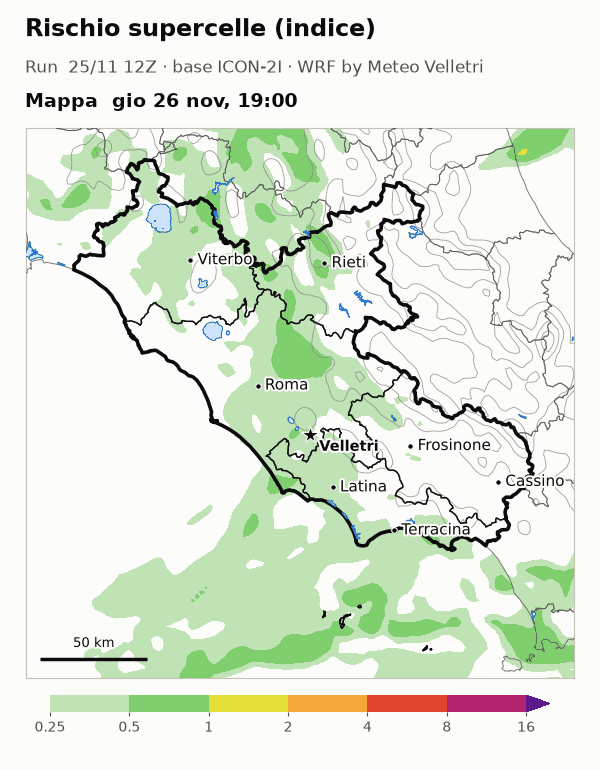 Rischio supercelle (indice)
Run  25/11 12Z · base ICON-2I · WRF by Meteo Velletri
Mappa  gio 26 nov, 19:00
Viterbo
Rieti
Roma
Velletri
Frosinone
Latina
Cassino
Terracina
50 km
0.25 0.5 1 2 4 8 16